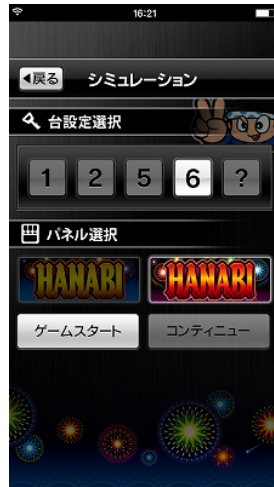 16:21
戻る シミュレーション
台設定選択
1 2 5 6 ?
パネル選択
HANABI HANABI
ゲームスタート コンティニュー